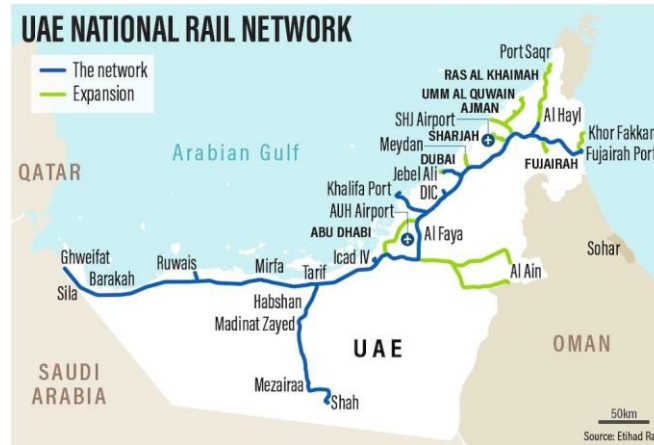 UAE NATIONAL RAIL NETWORK
The network
Expansion
Port Saqr
RAS AL KHAIMAH
UMM AL QUWAIN
AJMAN
SHJ Airport
Al Hayl
SHARJAH
Khor Fakkan
Meydan
Fujairah Port
DUBAI
FUJAIRAH
Arabian Gulf
QATAR
Jebel Ali
Khalifa Port
DIC
AUH Airport
ABU DHABI
Al Faya
Sohar
Ghweifat
Ruwais
Mirfa
Tarif
Icad IV
Barakah
Al Ain
Sila
Habshan
Madinat Zayed
UAE
OMAN
SAUDI
ARABIA
Mezairaa
Shah
50km
Source: Etihad Ra